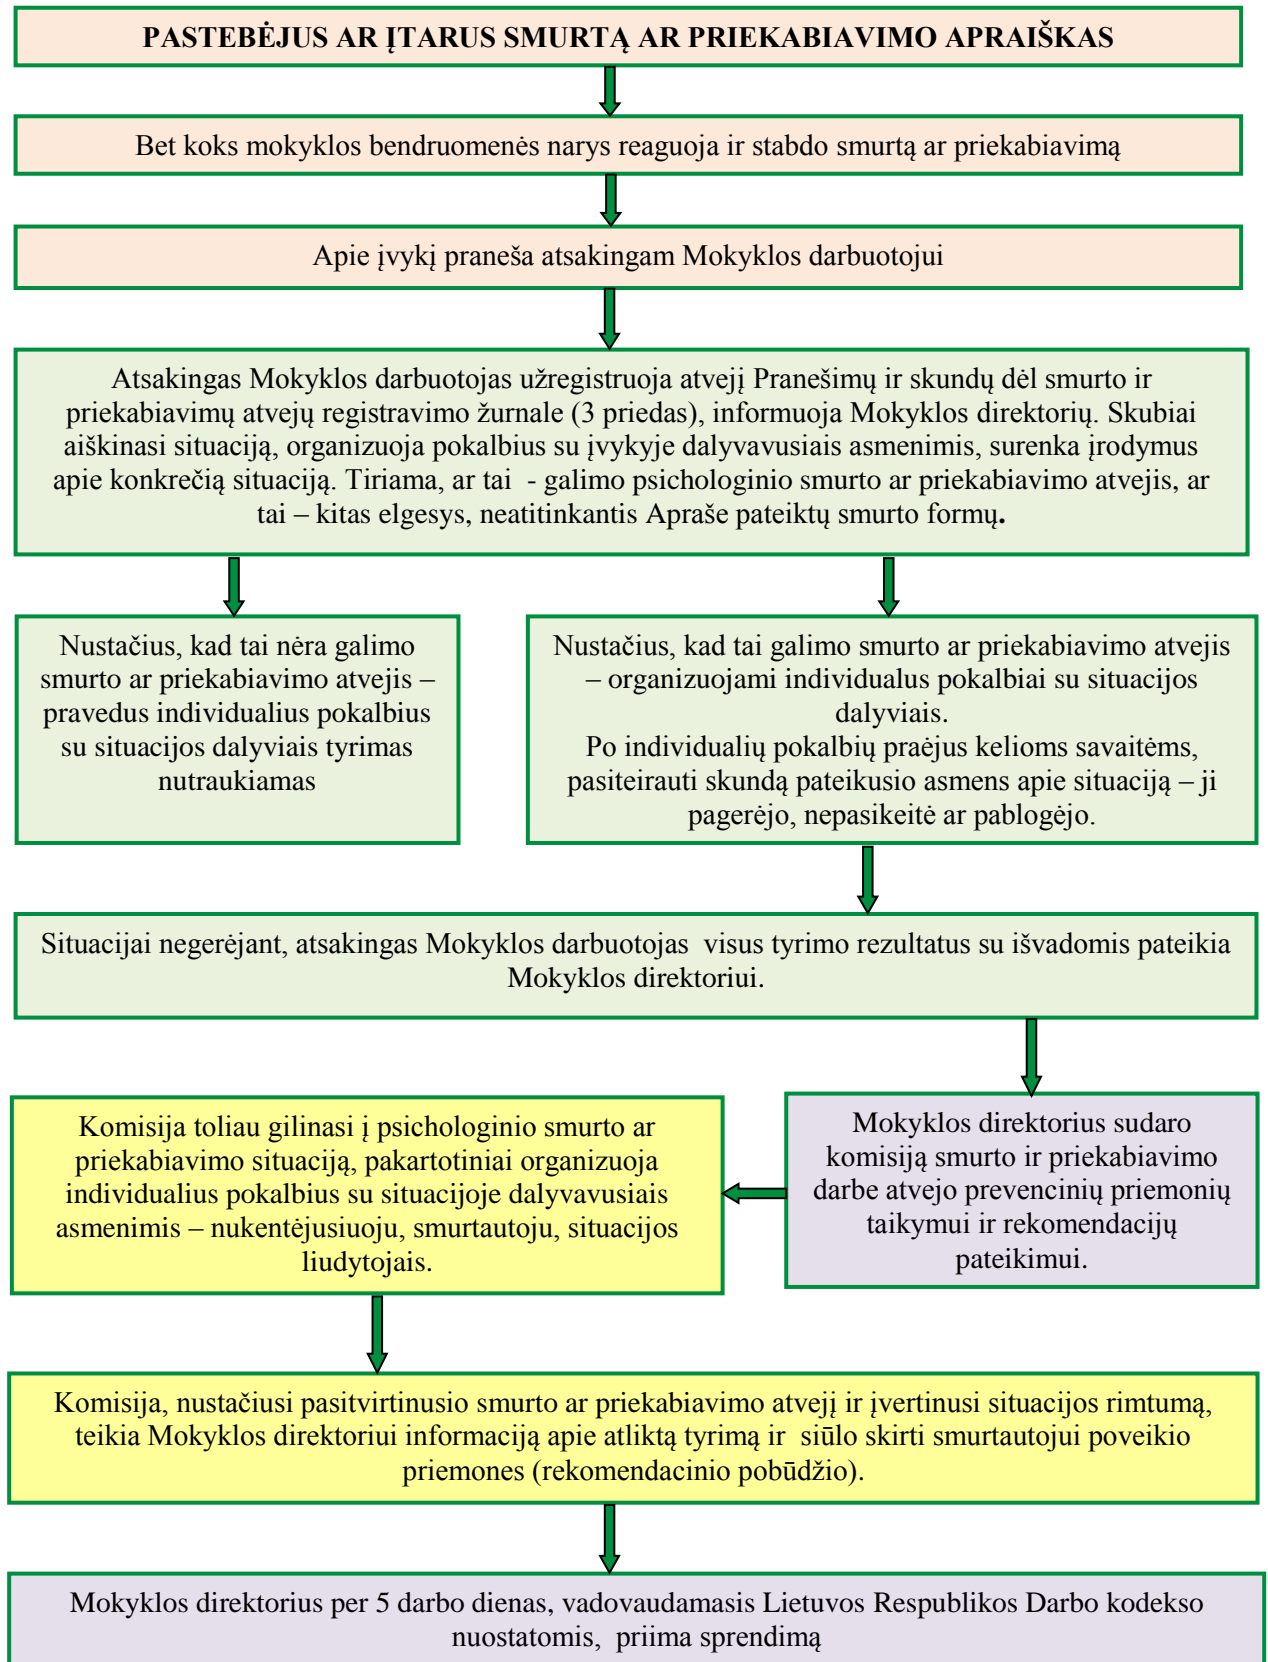 PASTEBĖJUS AR ĮTARUS SMURTĄ AR PRIEKABIAVIMO APRAIŠKAS
Bet koks mokyklos bendruomenės narys reaguoja ir stabdo smurtą ar priekabiavimą
Apie įvykį praneša atsakingam Mokyklos darbuotojui
Atsakingas Mokyklos darbuotojas užregistruoja atvejį Pranešimų ir skundų dėl smurto ir
priekabiavimų atvejų registravimo žurnale (3 priedas), informuoja Mokyklos direktorių. Skubiai
aiškinasi situaciją, organizuoja pokalbius su įvykyje dalyvavusiais asmenimis, surenka įrodymus
apie konkrečią situaciją. Tiriama, ar tai - galimo psichologinio smurto ar priekabiavimo atvejis, ar
tai – kitas elgesys, neatitinkantis Apraše pateiktų smurto formų.
Nustačius, kad tai nėra galimo
smurto ar priekabiavimo atvejis –
pravedus individualius pokalbius
su situacijos dalyviais tyrimas
nutraukiamas
Nustačius, kad tai galimo smurto ar priekabiavimo atvejis
– organizuojami individualus pokalbiai su situacijos
dalyviais.
Po individualių pokalbių praėjus kelioms savaitėms,
pasiteirauti skundą pateikusio asmens apie situaciją – ji
pagerėjo, nepasikeitė ar pablogėjo.
Situacijai negerėjant, atsakingas Mokyklos darbuotojas visus tyrimo rezultatus su išvadomis pateikia
Mokyklos direktoriui.
Mokyklos direktorius sudaro
komisiją smurto ir priekabiavimo
darbe atvejo prevencinių priemonių
taikymui ir rekomendacijų
pateikimui.
Komisija toliau gilinasi į psichologinio smurto ar
priekabiavimo situaciją, pakartotiniai organizuoja
individualius pokalbius su situacijoje dalyvavusiais
asmenimis – nukentėjusiuoju, smurtautoju, situacijos
liudytojais.
Komisija, nustačiusi pasitvirtinusio smurto ar priekabiavimo atvejį ir įvertinusi situacijos rimtumą,
teikia Mokyklos direktoriui informaciją apie atliktą tyrimą ir siūlo skirti smurtautojui poveikio
priemones (rekomendacinio pobūdžio).
Mokyklos direktorius per 5 darbo dienas, vadovaudamasis Lietuvos Respublikos Darbo kodekso
nuostatomis, priima sprendimą